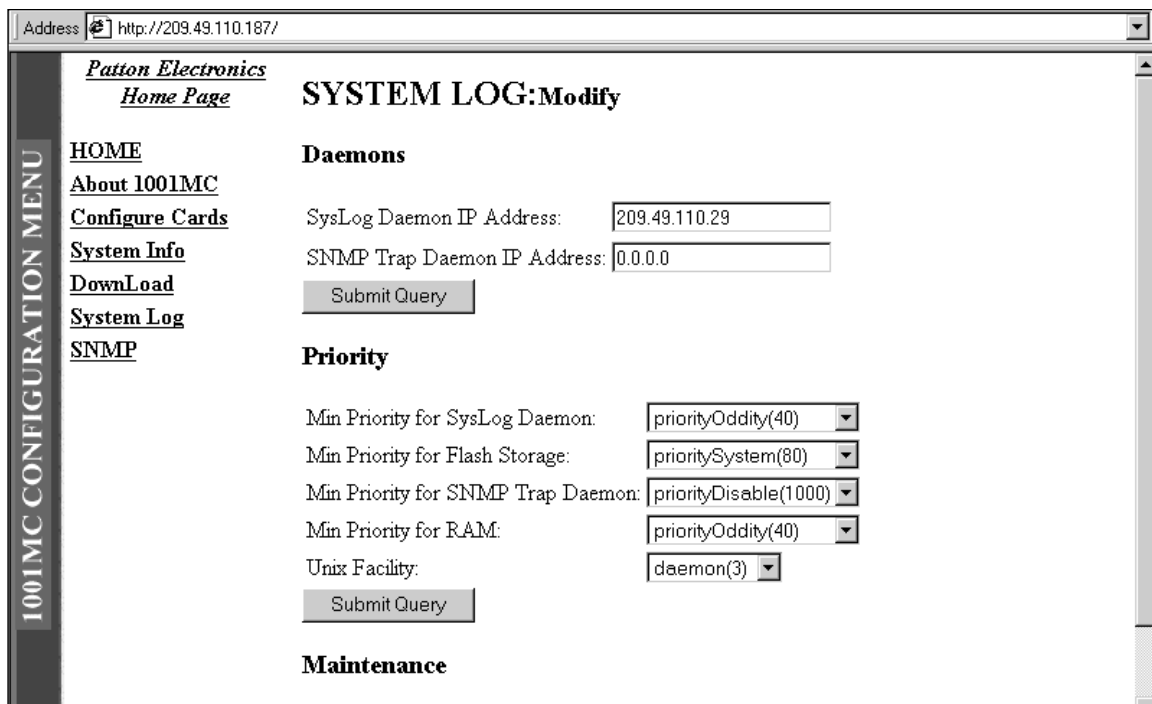 Address http://209.49.110.187/
1001MC CONFIGURATION MENU
Patton Electronics
Home Page
HOME
About 1001MC
Configure Cards
System Info
DownLoad
System Log
SNMP
SYSTEM LOG:Modify
Daemons
SysLog Daemon IP Address: 209.49.110.29
SNMP Trap Daemon IP Address: 0.0.0.0
Submit Query
Priority
Min Priority for SysLog Daemon: priorityOddity(40)
Min Priority for Flash Storage: prioritySystem(80)
Min Priority for SNMP Trap Daemon: priorityDisable(1000)
Min Priority for RAM: priorityOddity(40)
Unix Facility: daemon(3)
Submit Query
Maintenance